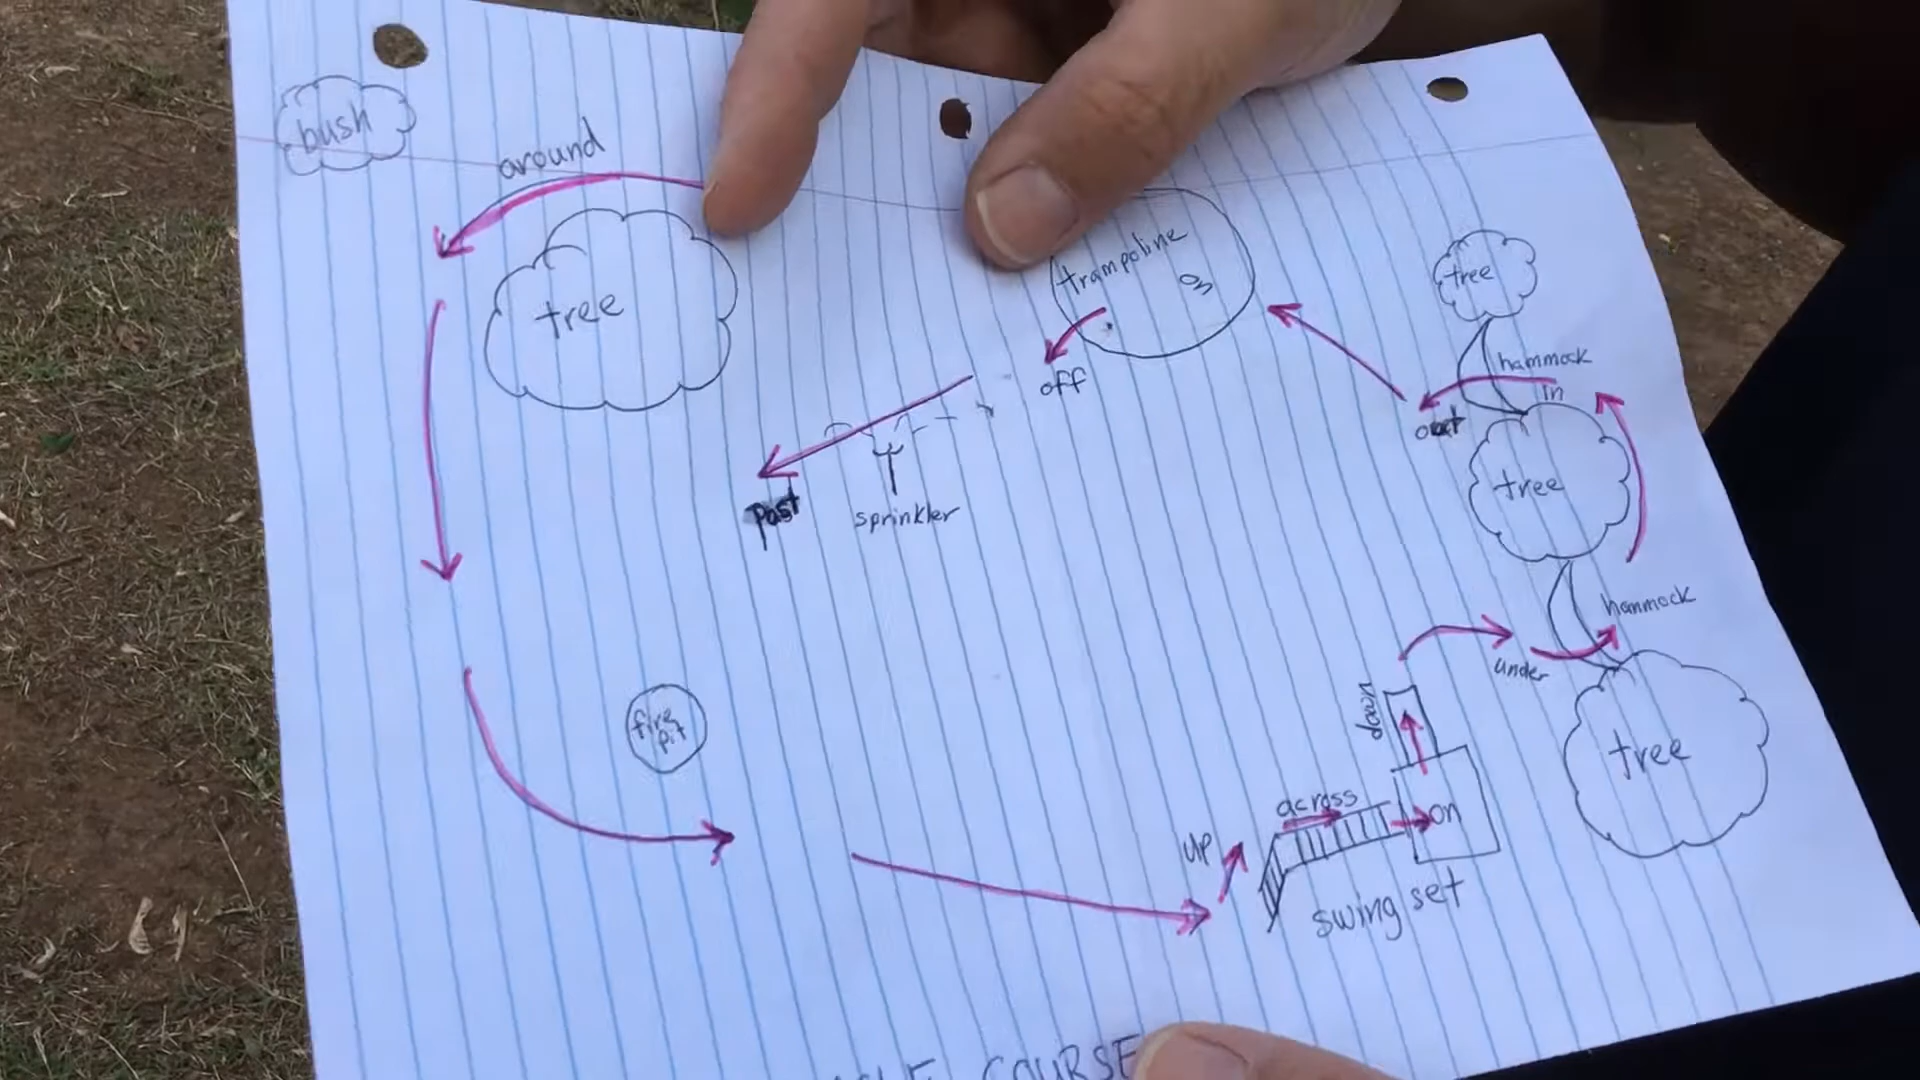 bush
around
tree
trampoline
on
off
tree
hammock
in
out
tree
past
sprinkler
hammock
under
down
tree
fire
pit
across
on
up
swing set
COURSE